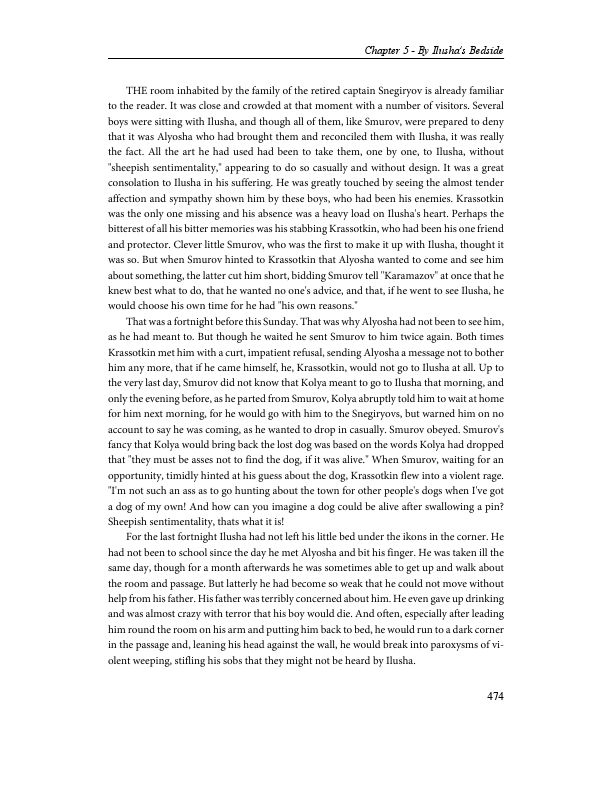 Chapter 5 - By Ilusha's Bedside
THE room inhabited by the family of the retired captain Snegiryov is already familiar
to the reader. It was close and crowded at that moment with a number of visitors. Several
boys were sitting with Ilusha, and though all of them, like Smurov, were prepared to deny
that it was Alyosha who had brought them and reconciled them with Ilusha, it was really
the fact. All the art he had used had been to take them, one by one, to Ilusha, without
"sheepish sentimentality," appearing to do so casually and without design. It was a great
consolation to Ilusha in his suffering. He was greatly touched by seeing the almost tender
affection and sympathy shown him by these boys, who had been his enemies. Krassotkin
was the only one missing and his absence was a heavy load on Ilusha's heart. Perhaps the
bitterest of all his bitter memories was his stabbing Krassotkin, who had been his one friend
and protector. Clever little Smurov, who was the first to make it up with Ilusha, thought it
was so. But when Smurov hinted to Krassotkin that Alyosha wanted to come and see him
about something, the latter cut him short, bidding Smurov tell "Karamazov" at once that he
knew best what to do, that he wanted no one's advice, and that, if he went to see Ilusha, he
would choose his own time for he had "his own reasons."
That was a fortnight before this Sunday. That was why Alyosha had not been to see him,
as he had meant to. But though he waited he sent Smurov to him twice again. Both times
Krassotkin met him with a curt, impatient refusal, sending Alyosha a message not to bother
him any more, that if he came himself, he, Krassotkin, would not go to Ilusha at all. Up to
the very last day, Smurov did not know that Kolya meant to go to Ilusha that morning, and
only the evening before, as he parted from Smurov, Kolya abruptly told him to wait at home
for him next morning, for he would go with him to the Snegiryovs, but warned him on no
account to say he was coming, as he wanted to drop in casually. Smurov obeyed. Smurov's
fancy that Kolya would bring back the lost dog was based on the words Kolya had dropped
that "they must be asses not to find the dog, if it was alive." When Smurov, waiting for an
opportunity, timidly hinted at his guess about the dog, Krassotkin flew into a violent rage.
"I'm not such an ass as to go hunting about the town for other people's dogs when I've got
a dog of my own! And how can you imagine a dog could be alive after swallowing a pin?
Sheepish sentimentality, thats what it is!
For the last fortnight Ilusha had not left his little bed under the ikons in the corner. He
had not been to school since the day he met Alyosha and bit his finger. He was taken ill the
same day, though for a month afterwards he was sometimes able to get up and walk about
the room and passage. But latterly he had become so weak that he could not move without
help from his father. His father was terribly concerned about him. He even gave up drinking
and was almost crazy with terror that his boy would die. And often, especially after leading
him round the room on his arm and putting him back to bed, he would run to a dark corner
in the passage and, leaning his head against the wall, he would break into paroxysms of vi-
olent weeping, stifling his sobs that they might not be heard by Ilusha.
474